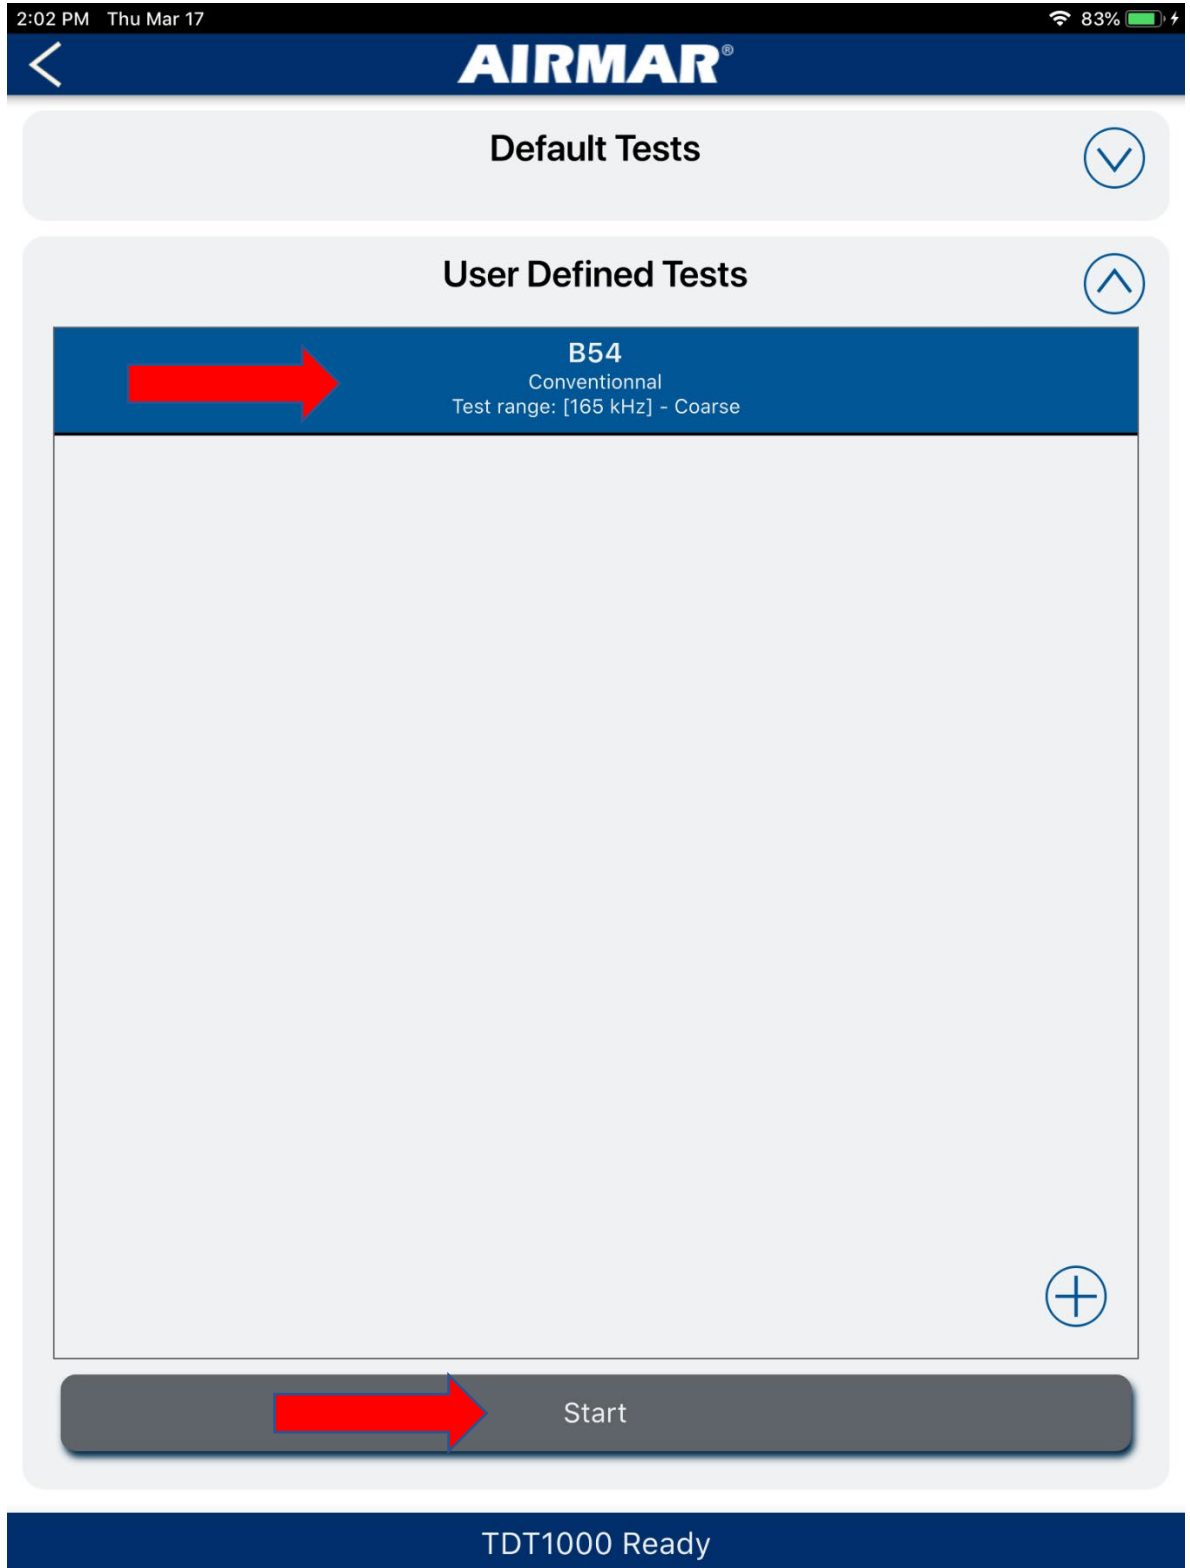 2:02 PM Thu Mar 17 83%
AIRMAR®
Default Tests
User Defined Tests
B54
Conventionnal
Test range: [165 kHz] - Coarse
Start
TDT1000 Ready